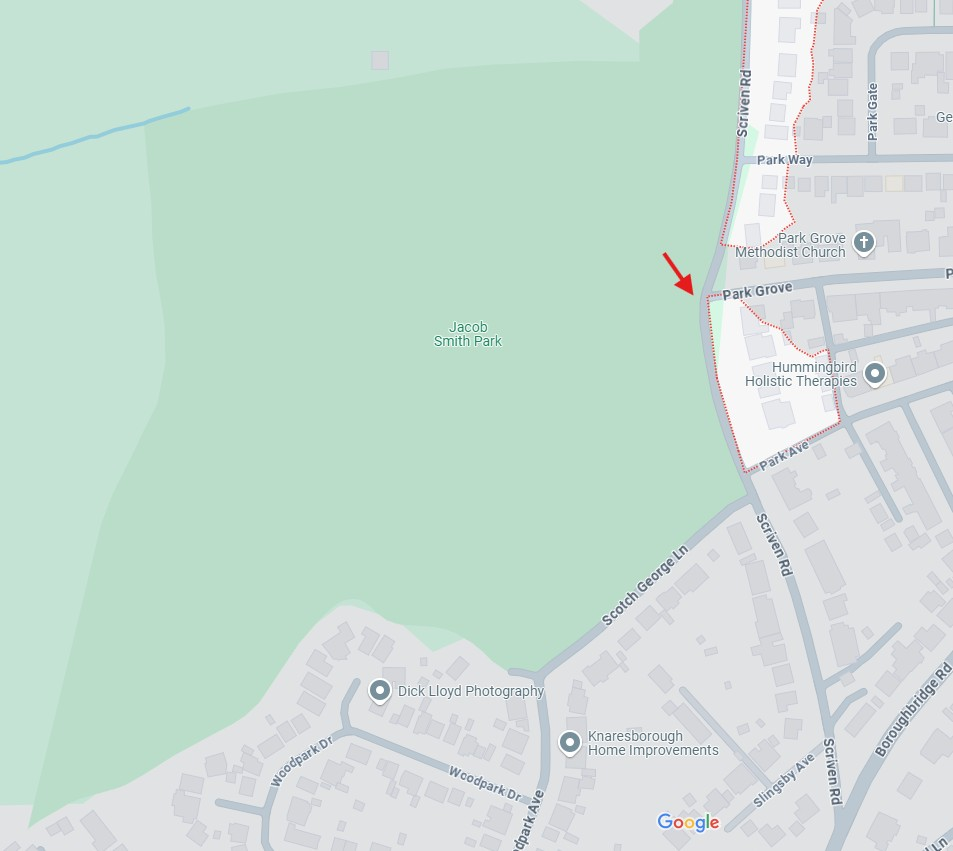 Scriven Rd
Park Gate
Ge
Park Way
Park Grove
Methodist Church
Park Grove
P
Jacob
Smith Park
Hummingbird
Holistic Therapies
Park Ave
Scriven Rd
Scotch George Ln
Dick Lloyd Photography
Knaresborough
Home Improvements
Woodpark Dr
Woodpark Dr
dpark Ave
Slingsby Ave
Scriven Rd
Boroughbridge Rd
Google
l Ln